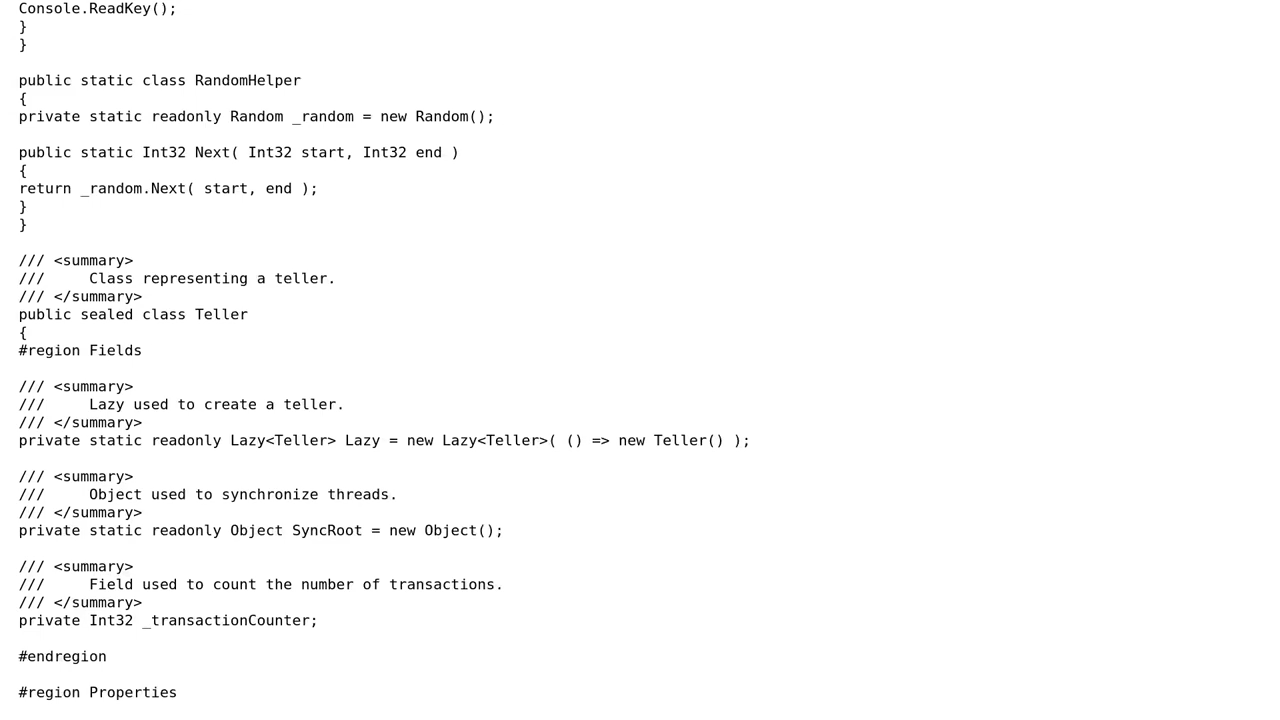 Console.ReadKey();
}
}
public static class RandomHelper
{
private static readonly Random _random = new Random();
public static Int32 Next( Int32 start, Int32 end )
{
return _random.Next( start, end );
}
}
/// <summary>
///     Class representing a teller.
/// </summary>
public sealed class Teller
{
#region Fields
/// <summary>
///     Lazy used to create a teller.
/// </summary>
private static readonly Lazy<Teller> Lazy = new Lazy<Teller>( () => new Teller() );
/// <summary>
///     Object used to synchronize threads.
/// </summary>
private static readonly Object SyncRoot = new Object();
/// <summary>
///     Field used to count the number of transactions.
/// </summary>
private Int32 _transactionCounter;
#endregion
#region Properties